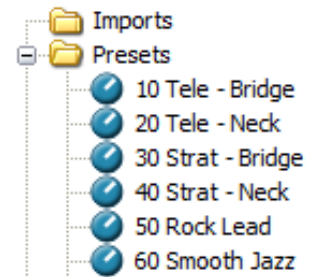 Imports
Presets
10 Tele - Bridge
20 Tele - Neck
30 Strat - Bridge
40 Strat - Neck
50 Rock Lead
60 Smooth Jazz